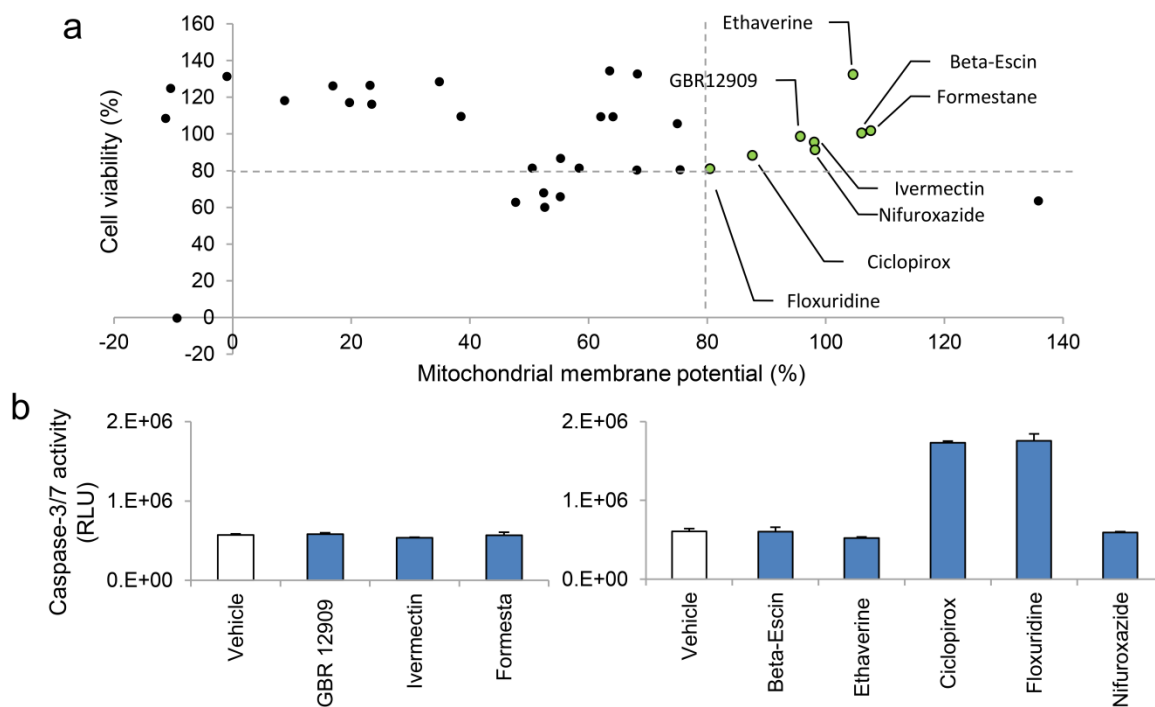 a
160
140
120
100
80
60
40
20
0
-20
Cell viability (%)
-20 0 20 40 60 80 100 120 140
Mitochondrial membrane potential (%)
Ethaverine
GBR12909
Beta-Escin
Formestane
Ivermectin
Nifuroxazide
Ciclopirox
Floxuridine
b
Caspase-3/7 activity
(RLU)
2.E+06
1.E+06
0.E+00
Vehicle
GBR 12909
Ivermectin
Formesta
2.E+06
1.E+06
0.E+00
Vehicle
Beta-Escin
Ethaverine
Ciclopirox
Floxuridine
Nifuroxazide